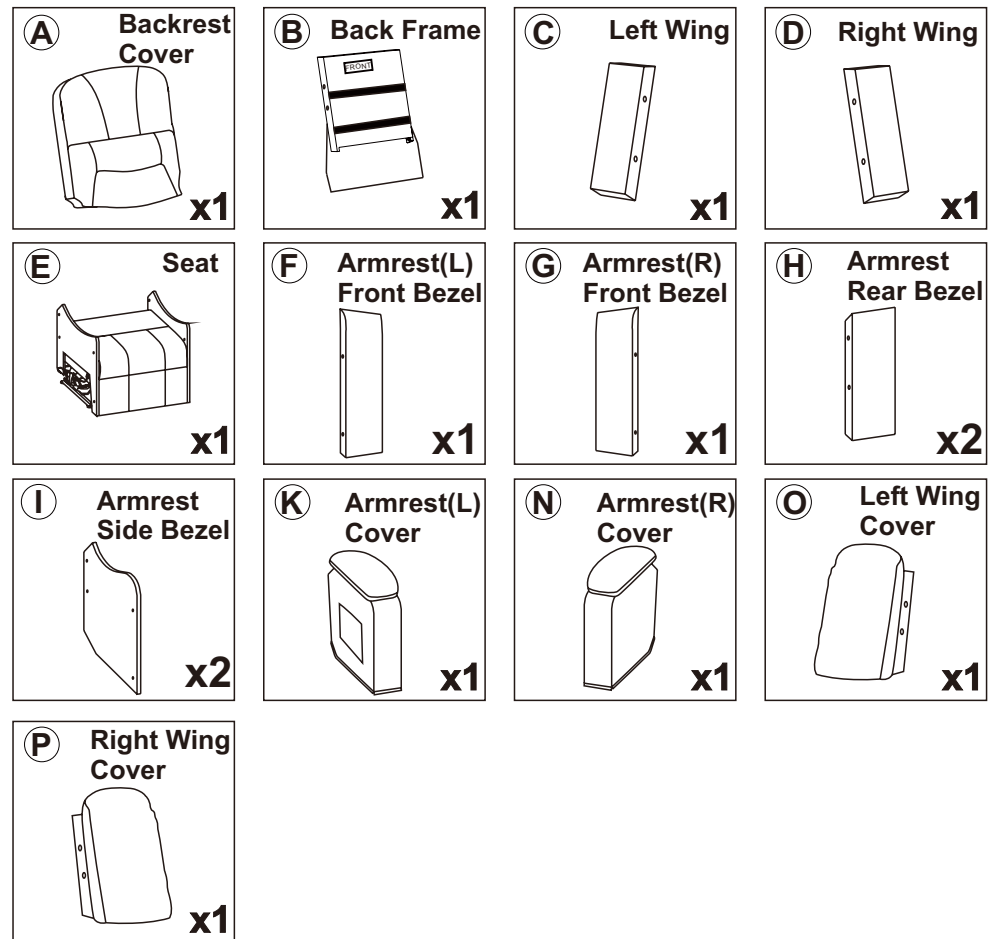 A Backrest
Cover
x1
B Back Frame
FRONT
x1
C Left Wing
x1
D Right Wing
x1
E Seat
x1
F Armrest(L)
Front Bezel
x1
G Armrest(R)
Front Bezel
x1
H Armrest
Rear Bezel
x2
I Armrest
Side Bezel
x2
K Armrest(L)
Cover
x1
N Armrest(R)
Cover
x1
O Left Wing
Cover
x1
P Right Wing
Cover
x1